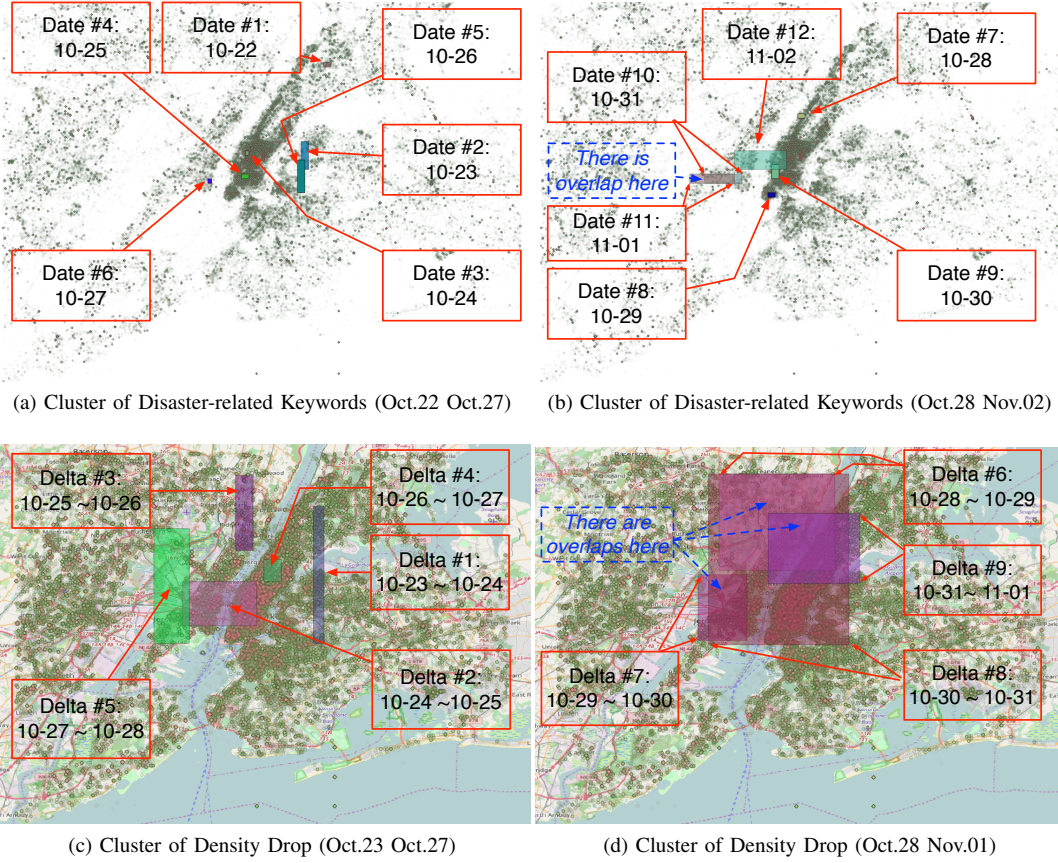 Date #4:
10-25
Date #1:
10-22
Date #5:
10-26
Date #2:
10-23
Date #6:
10-27
Date #3:
10-24
(a) Cluster of Disaster-related Keywords (Oct.22 Oct.27)
Date #12:
11-02
Date #7:
10-28
Date #10:
10-31
There is
overlap here
Date #11:
11-01
Date #8:
10-29
Date #9:
10-30
(b) Cluster of Disaster-related Keywords (Oct.28 Nov.02)
Delta #3:
10-25 ~10-26
Delta #4:
10-26 ~ 10-27
Delta #1:
10-23 ~ 10-24
Delta #5:
10-27 ~ 10-28
Delta #2:
10-24 ~10-25
(c) Cluster of Density Drop (Oct.23 Oct.27)
Delta #6:
10-28 ~ 10-29
There are
overlaps here
Delta #9:
10-31~ 11-01
Delta #7:
10-29 ~ 10-30
Delta #8:
10-30 ~ 10-31
(d) Cluster of Density Drop (Oct.28 Nov.01)